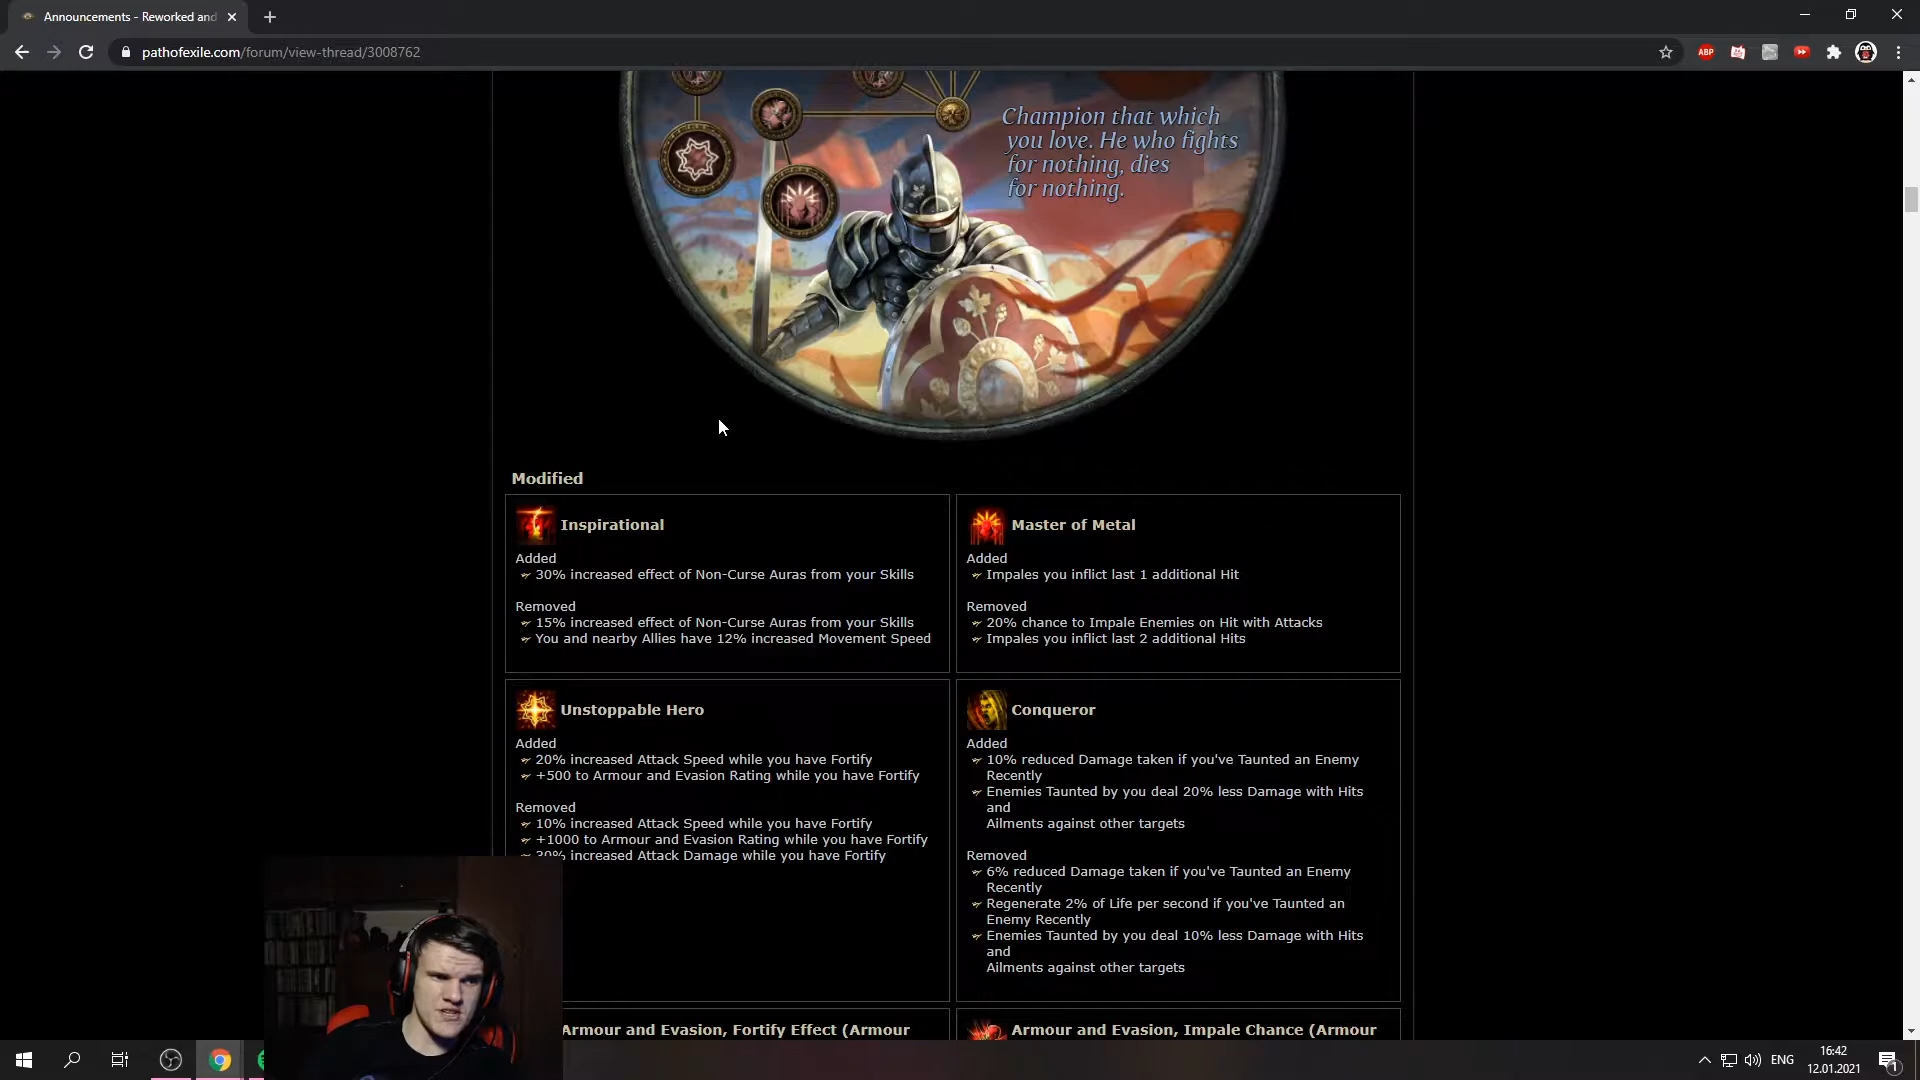 Announcements - Reworked and
pathofexile.com/forum/view-thread/3008762
ABP
Champion that which
you love. He who fights
for nothing, dies
for nothing.
Modified
Inspirational
Added
30% increased effect of Non-Curse Auras from your Skills
Removed
15% increased effect of Non-Curse Auras from your Skills
You and nearby Allies have 12% increased Movement Speed
Master of Metal
Added
Impales you inflict last 1 additional Hit
Removed
20% chance to Impale Enemies on Hit with Attacks
Impales you inflict last 2 additional Hits
Unstoppable Hero
Added
20% increased Attack Speed while you have Fortify
+500 to Armour and Evasion Rating while you have Fortify
Removed
10% increased Attack Speed while you have Fortify
+1000 to Armour and Evasion Rating while you have Fortify
30% increased Attack Damage while you have Fortify
Conqueror
Added
10% reduced Damage taken if you've Taunted an Enemy
Recently
Enemies Taunted by you deal 20% less Damage with Hits
and
Ailments against other targets
Removed
6% reduced Damage taken if you've Taunted an Enemy
Recently
Regenerate 2% of Life per second if you've Taunted an
Enemy Recently
Enemies Taunted by you deal 10% less Damage with Hits
and
Ailments against other targets
Armour and Evasion, Fortify Effect (Armour
Armour and Evasion, Impale Chance (Armour
ENG
16:42
12.01.2021
1